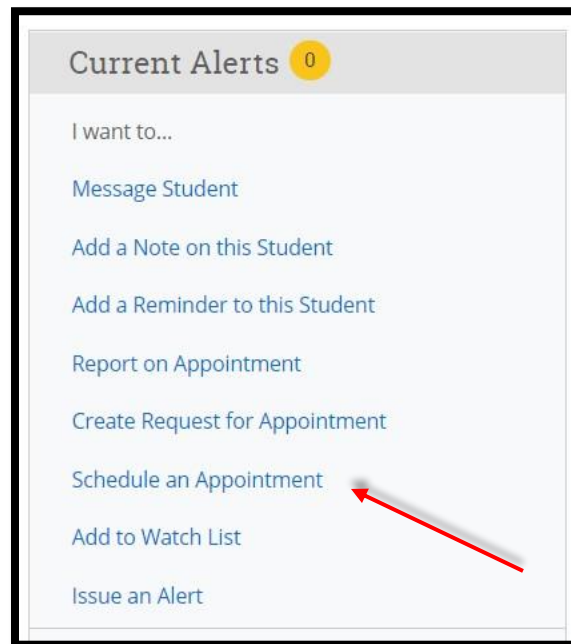 Current Alerts 0
I want to...
Message Student
Add a Note on this Student
Add a Reminder to this Student
Report on Appointment
Create Request for Appointment
Schedule an Appointment
Add to Watch List
Issue an Alert